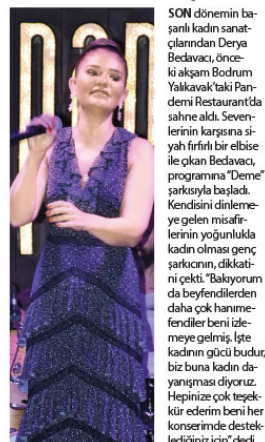 SON dönemin ba-
şarılı kadın sanat-
çılarından Derya
Bedavacı, önce-
ki akşam Bodrum
Yalıkavak'taki Pan-
demi Restaurant'da
sahne aldı. Seven-
lerinin karşısına si-
yah fırfırlı bir elbise
ile çıkan Bedavacı,
programına "Deme"
şarkısıyla başladı.
Kendisini dinleme-
ye gelen misafir-
lerinin yoğunlukla
kadın olması genç
şarkıcının, dikkati-
ni çekti. "Bakıyorum
da beyfendilerden
daha çok hanıme-
fendiler beni izle-
meye gelmiş. İşte
kadının gücü budur,
biz buna kadın da-
yanışması diyoruz.
Hepinize çok teşek-
kür ederim beni her
konserimde destek-
lediğiniz için" dedi.